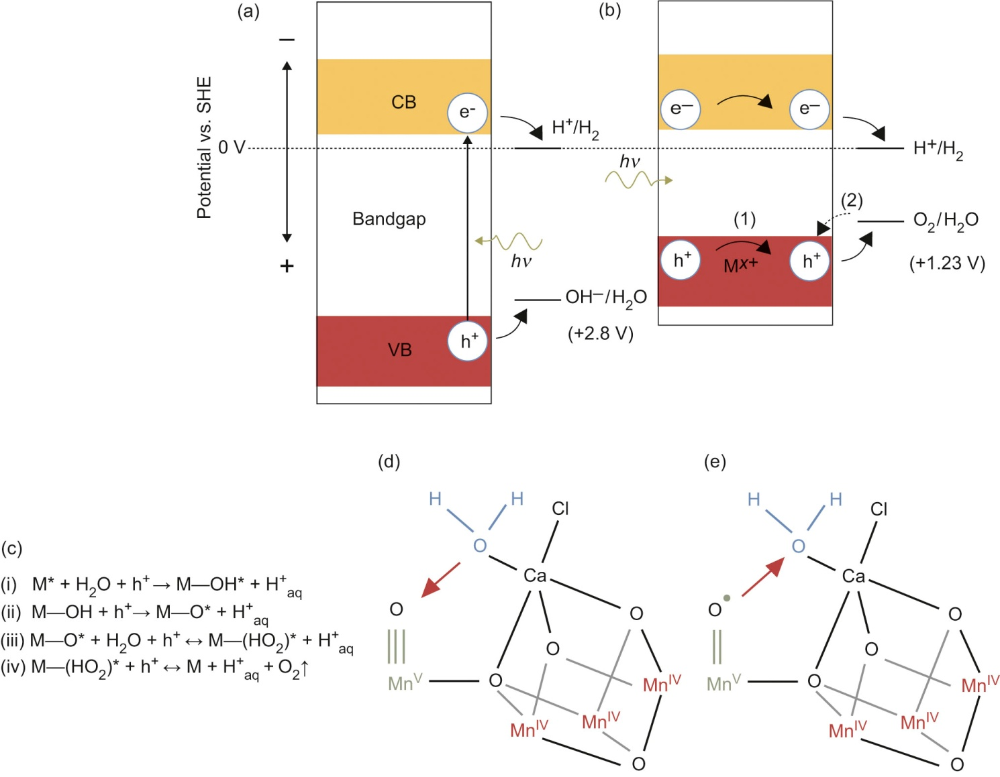 (a)
(b)
−
Potential vs. SHE
0 V
+
CB
e-
H⁺/H₂
Bandgap
hν
OH−/H₂O
(+2.8 V)
VB
h⁺
e−
e−
H⁺/H₂
hν
(1)
(2)
O₂/H₂O
(+1.23 V)
h⁺
Mx+
h⁺
(c)
(i) M* + H₂O + h⁺→ M—OH* + H⁺aq
(ii) M—OH + h⁺→ M—O* + H⁺aq
(iii) M—O* + H₂O + h⁺ ↔ M—(HO₂)* + H⁺aq
(iv) M—(HO₂)* + h⁺ ↔ M + H⁺aq + O₂↑
(d)
H
H
Cl
O
Ca
O
O
O
Mnⱽ
O
Mnᴵⱽ
Mnᴵⱽ
Mnᴵⱽ
O
(e)
H
H
Cl
O
Ca
O•
O
O
Mnⱽ
O
Mnᴵⱽ
Mnᴵⱽ
Mnᴵⱽ
O